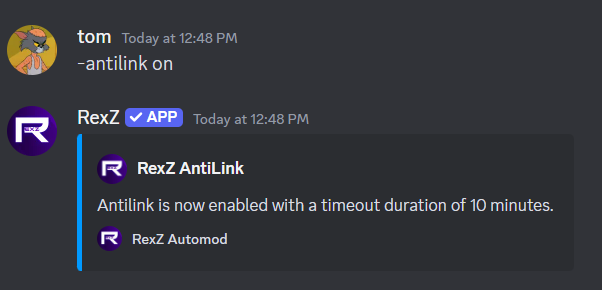 tom Today at 12:48 PM
-antilink on
RexZ APP Today at 12:48 PM
RexZ AntiLink
Antilink is now enabled with a timeout duration of 10 minutes.
RexZ Automod